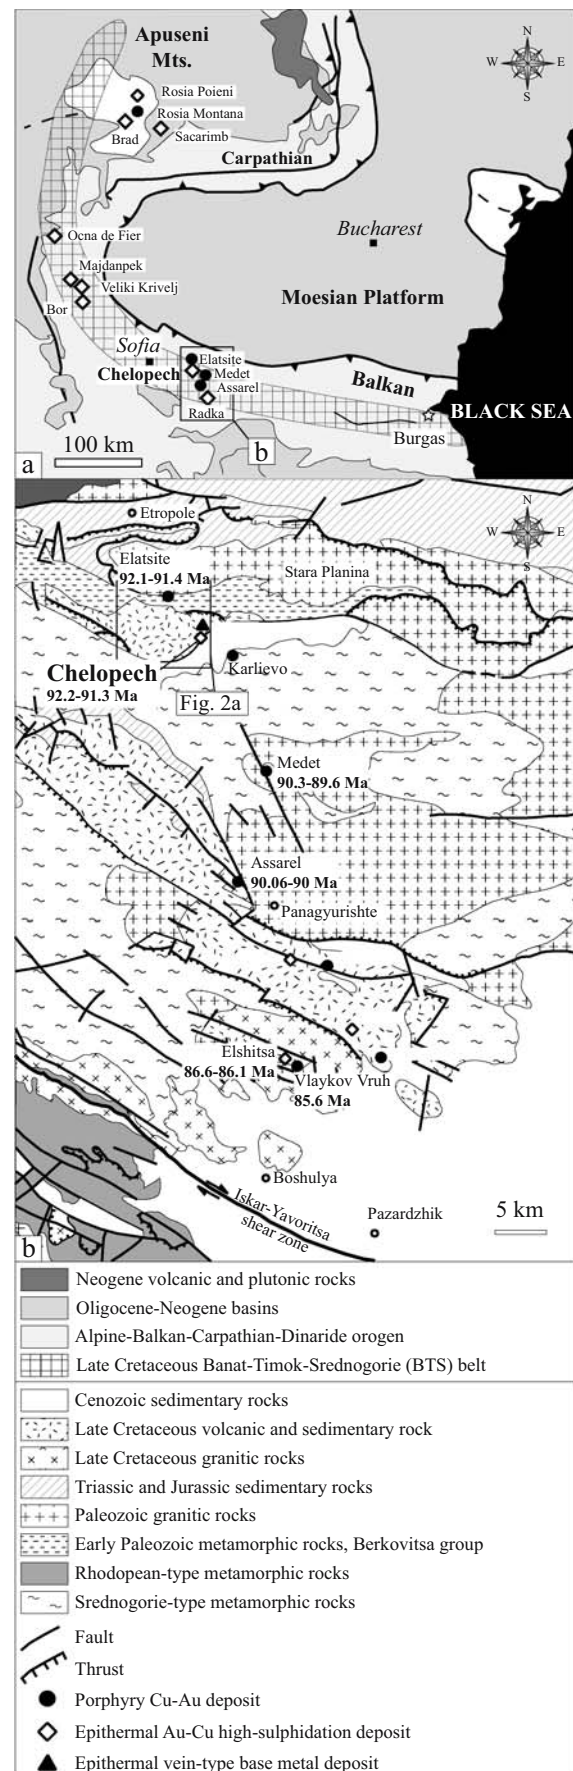 Apuseni
Mts.
N
W E
S
Rosia Poieni
Rosia Montana
Brad
Sacarimb
Carpathian
Bucharest
Ocna de Fier
Majdanpek
Veliki Krivelj
Moesian Platform
Bor
Sofia
Elatsite
Chelopech
Medet
Assarel
Balkan
Radka
BLACK SEA
Burgas
a
100 km
b
Etropole
N
W E
S
Elatsite
92.1-91.4 Ma
Stara Planina
Karlievo
Chelopech
92.2-91.3 Ma
Fig. 2a
Medet
90.3-89.6 Ma
Assarel
90.06-90 Ma
Panagyurishte
Elshitsa
86.6-86.1 Ma
Vlaykov Vruh
85.6 Ma
Boshulya
Iskar-Yavoritsa
shear zone
Pazardzhik
5 km
b
Neogene volcanic and plutonic rocks
Oligocene-Neogene basins
Alpine-Balkan-Carpathian-Dinaride orogen
Late Cretaceous Banat-Timok-Srednogorie (BTS) belt
Cenozoic sedimentary rocks
Late Cretaceous volcanic and sedimentary rock
Late Cretaceous granitic rocks
Triassic and Jurassic sedimentary rocks
Paleozoic granitic rocks
Early Paleozoic metamorphic rocks, Berkovitsa group
Rhodopean-type metamorphic rocks
Srednogorie-type metamorphic rocks
Fault
Thrust
Porphyry Cu-Au deposit
Epithermal Au-Cu high-sulphidation deposit
Epithermal vein-type base metal deposit